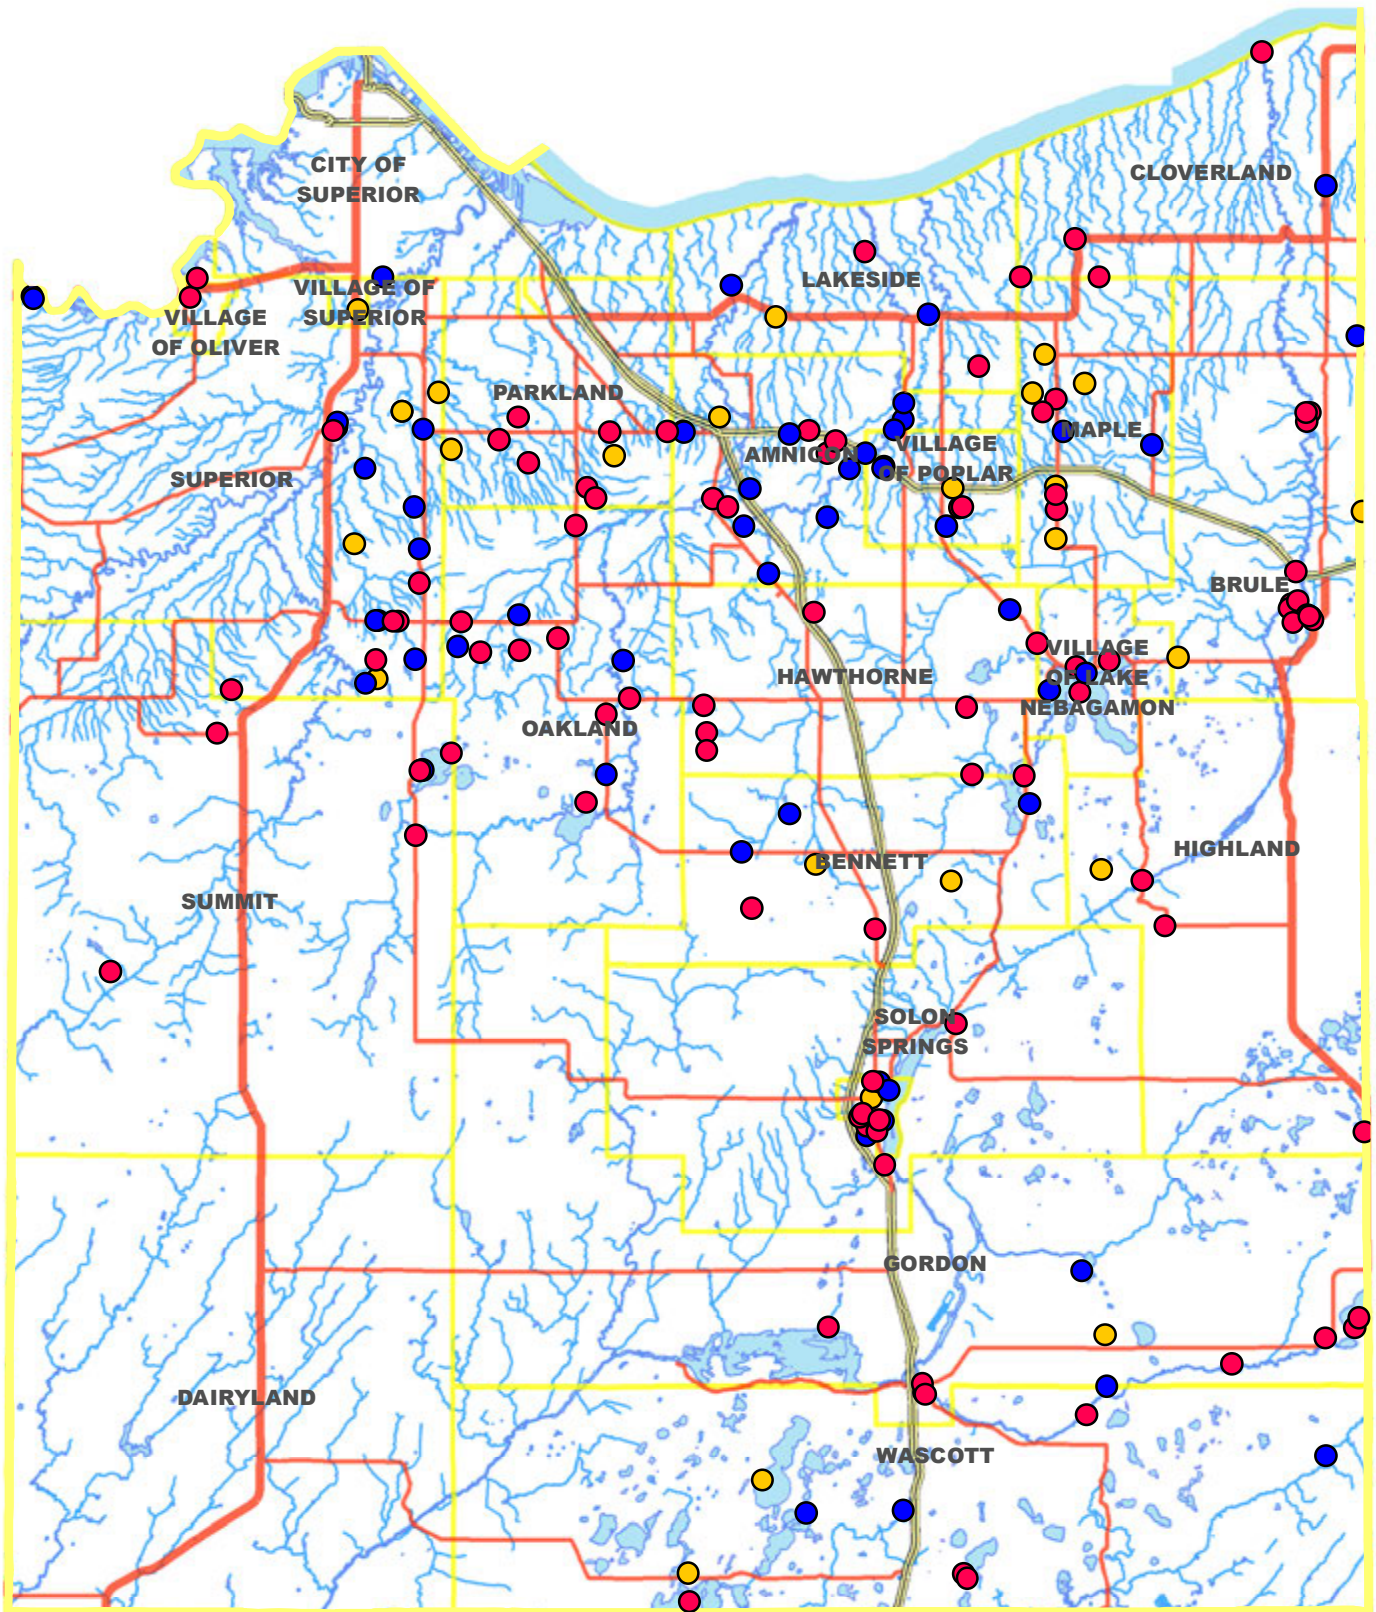 CITY OF
SUPERIOR
CLOVERLAND
LAKESIDE
VILLAGE OF
SUPERIOR
VILLAGE
OF OLIVER
PARKLAND
MAPLE
VILLAGE
OF POPLAR
AMNICON
SUPERIOR
BRULE
VILLAGE
OF LAKE
NEBAGAMON
HAWTHORNE
OAKLAND
HIGHLAND
BENNETT
SUMMIT
SOLON
SPRINGS
GORDON
DAIRYLAND
WASCOTT